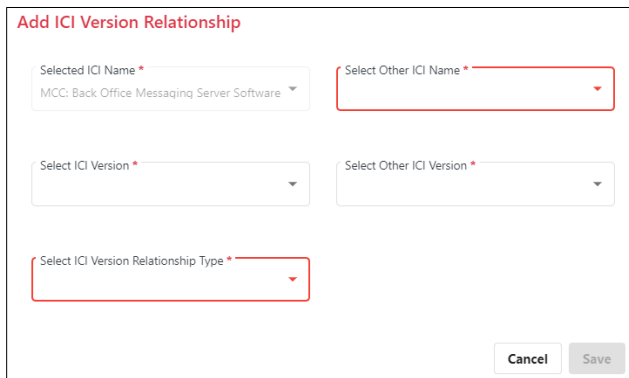 Add ICI Version Relationship
Selected ICI Name *
MCC: Back Office Messaging Server Software
Select Other ICI Name *
Select ICI Version *
Select Other ICI Version *
Select ICI Version Relationship Type *
Cancel
Save